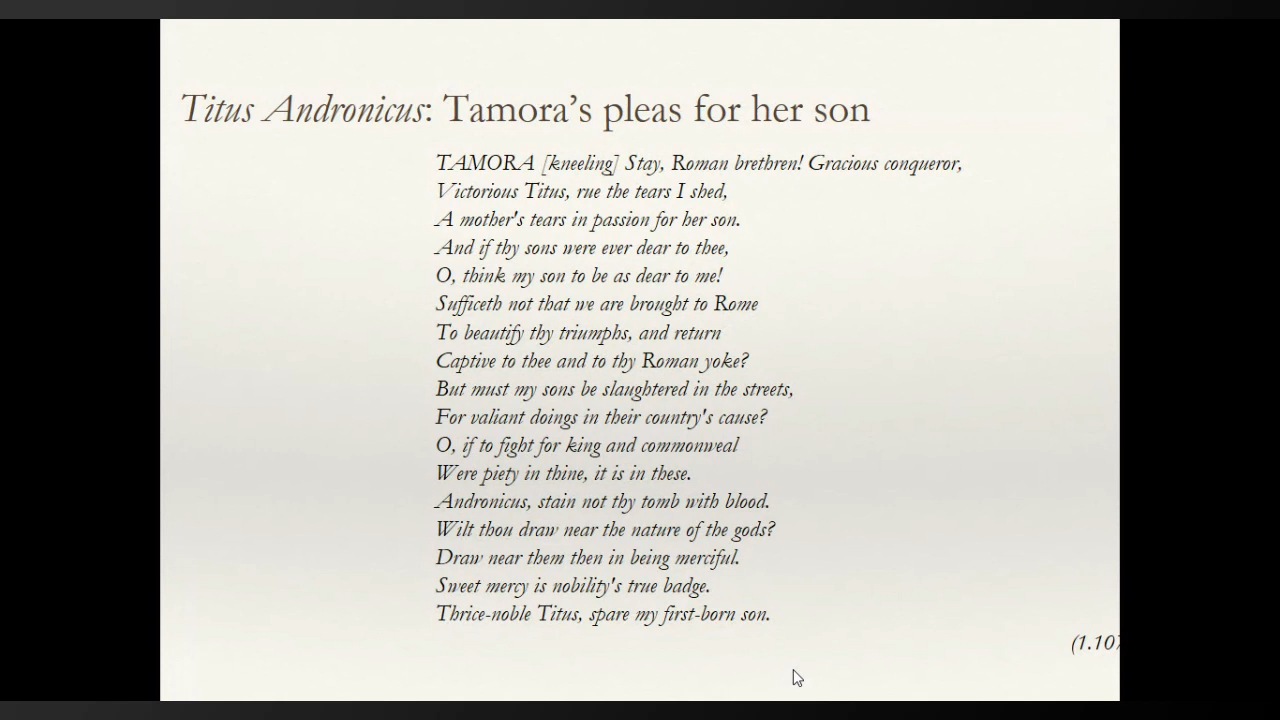 Titus Andronicus: Tamora's pleas for her son
TAMORA [kneeling] Stay, Roman brethren! Gracious conqueror,
Victorious Titus, rue the tears I shed,
A mother's tears in passion for her son.
And if thy sons were ever dear to thee,
O, think my son to be as dear to me!
Sufficeth not that we are brought to Rome
To beautify thy triumphs, and return
Captive to thee and to thy Roman yoke?
But must my sons be slaughtered in the streets,
For valiant doings in their country's cause?
O, if to fight for king and commonweal
Were piety in thine, it is in these.
Andronicus, stain not thy tomb with blood.
Wilt thou draw near the nature of the gods?
Draw near them then in being merciful.
Sweet mercy is nobility's true badge.
Thrice-noble Titus, spare my first-born son.
(1.107